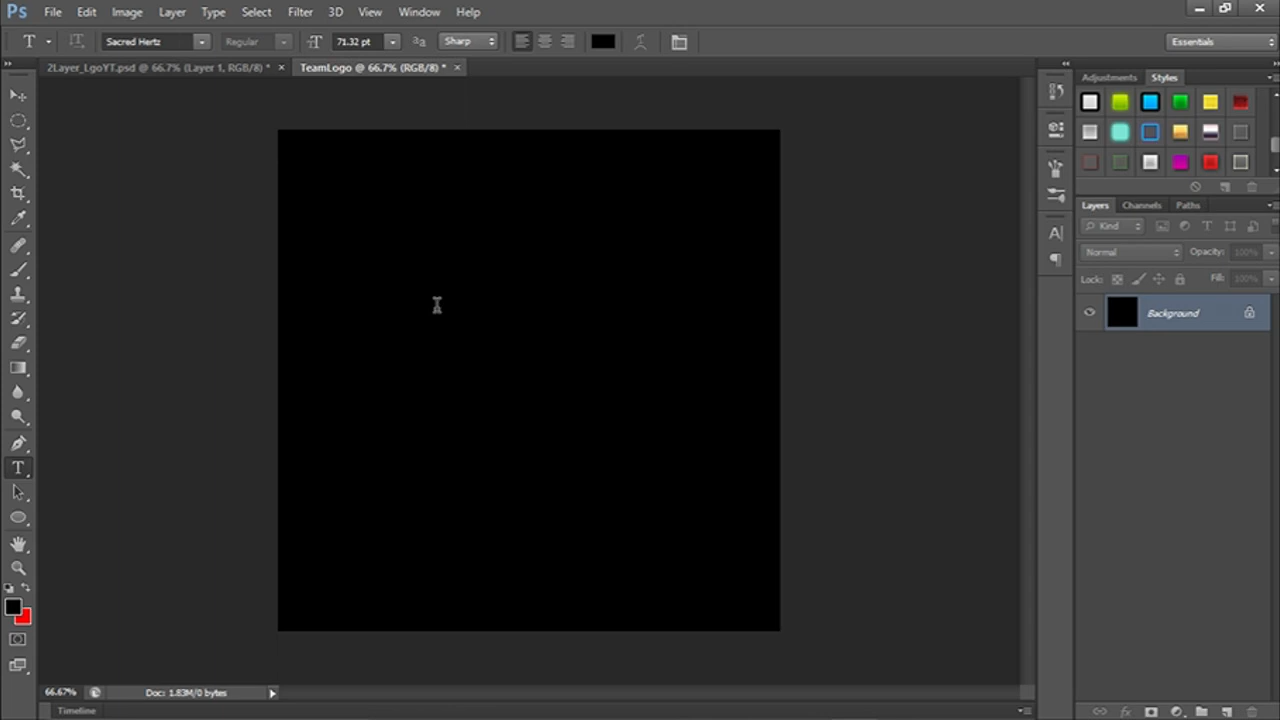 Ps File Edit Image Layer Type Select Filter 3D View Window Help
T Sacred Hertz Regular 71.32 pt aa Sharp Essentials
2Layer_LgoYT.psd @ 66.7% (Layer 1, RGB/8) * × TeamLogo @ 66.7% (RGB/8) * ×
Adjustments Styles
Layers Channels Paths
Kind
Normal Opacity: 100%
Lock: Fill: 100%
Background
66.67% Doc: 1.83M/0 bytes
Timeline